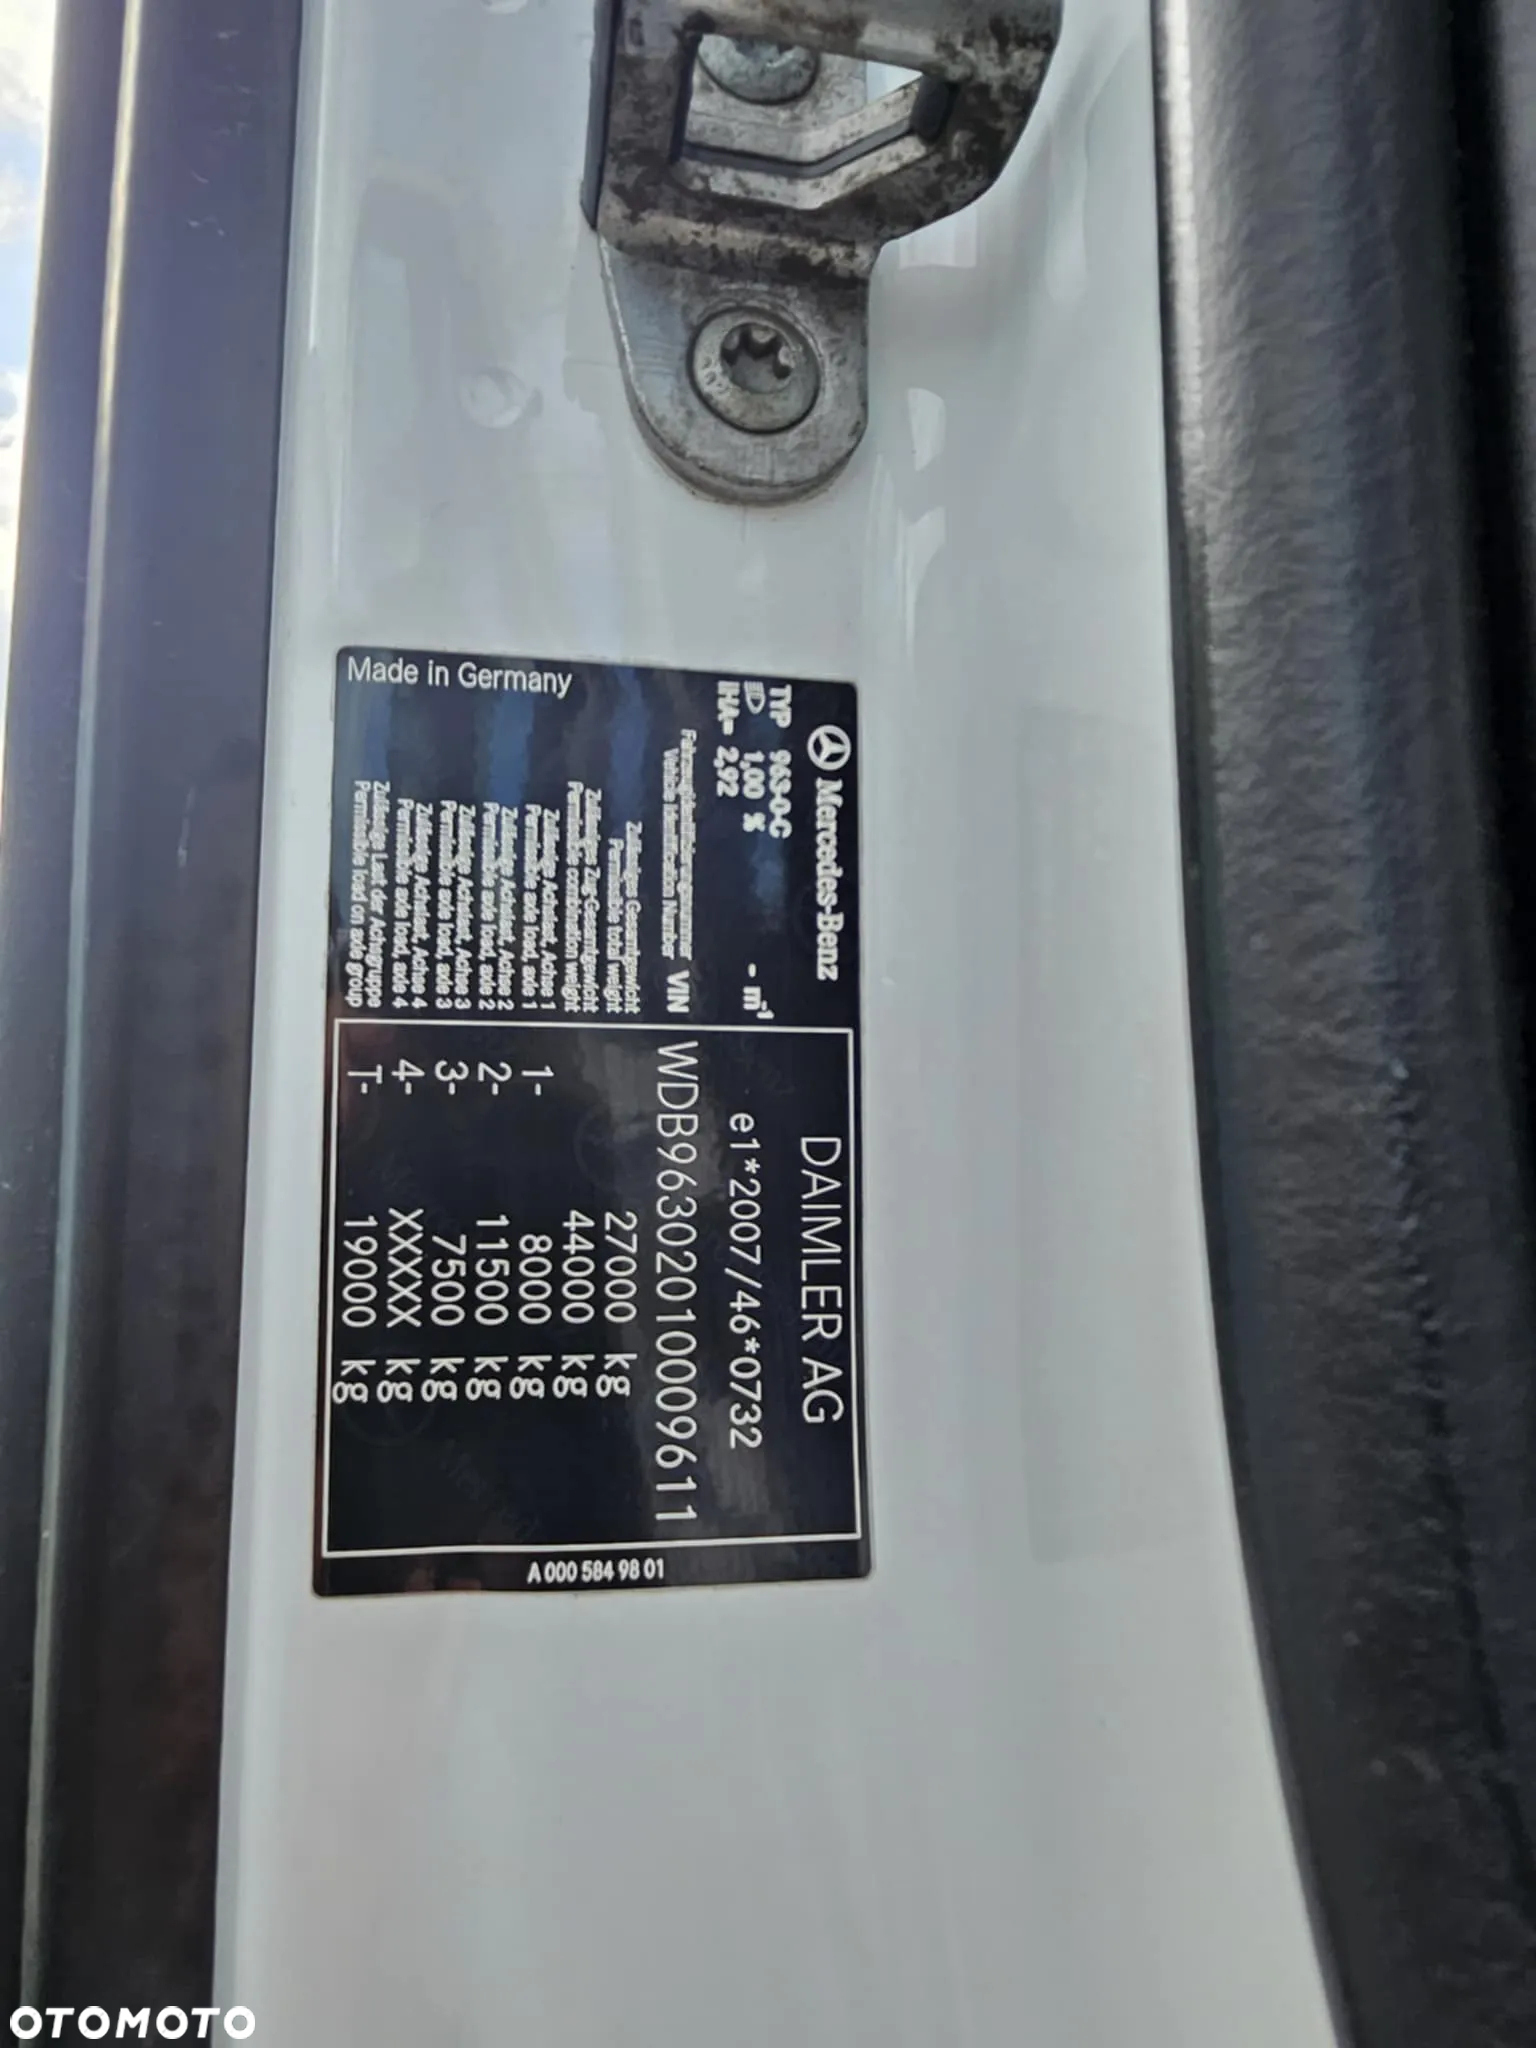 Made in Germany
Mercedes-Benz
TYP 963-0-C
1,00 % - m-1
IHA= 2,92
DAIMLER AG
e1*2007/46*0732
Fahrzeugidentifizierungsnummer
Vehicle Identification Number VIN WDB96302010009611
Zulässiges Gesamtgewicht
Permissible total weight 27000 kg
Zulässiges Zug-Gesamtgewicht
Permissible combination weight 44000 kg
Zulässige Achslast, Achse 1
Permissible axle load, axle 1 1- 8000 kg
Zulässige Achslast, Achse 2
Permissible axle load, axle 2 2- 11500 kg
Zulässige Achslast, Achse 3
Permissible axle load, axle 3 3- 7500 kg
Zulässige Achslast, Achse 4
Permissible axle load, axle 4 4- XXXXX kg
Zulässige Last der Achsgruppe
Permissible load on axle group T- 19000 kg
A 000 584 98 01
OTOMOTO